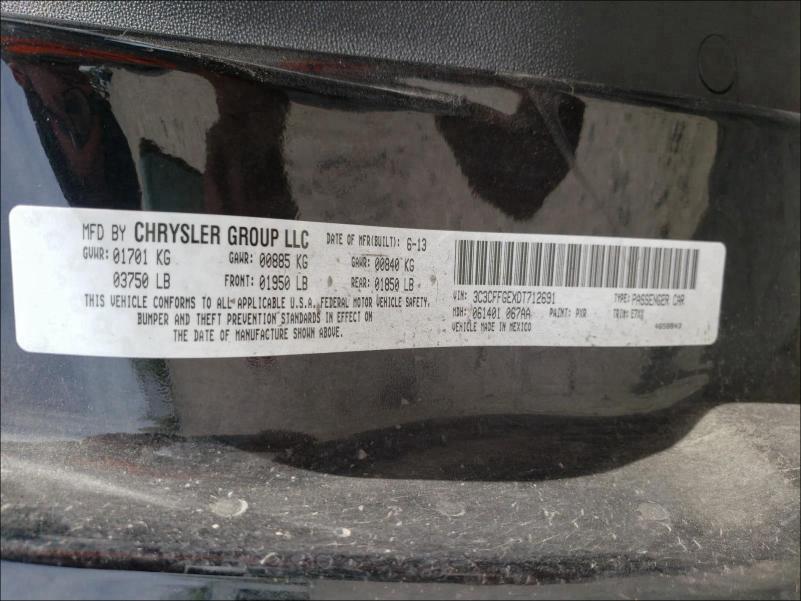 MFD BY CHRYSLER GROUP LLC DATE OF MFR(BUILT): 6-13
GVWR: 01701 KG GAWR: 00885 KG GAWR: 00840 KG
03750 LB FRONT: 01950 LB REAR: 01850 LB
THIS VEHICLE CONFORMS TO ALL APPLICABLE U.S.A. FEDERAL MOTOR VEHICLE SAFETY,
BUMPER AND THEFT PREVENTION STANDARDS IN EFFECT ON
THE DATE OF MANUFACTURE SHOWN ABOVE.
VIN: 3C3CFFGEXDT712691 TYPE: PASSENGER CAR
MDH: 061401 067AA PAINT: PXR TRIM: E7X9
VEHICLE MADE IN MEXICO